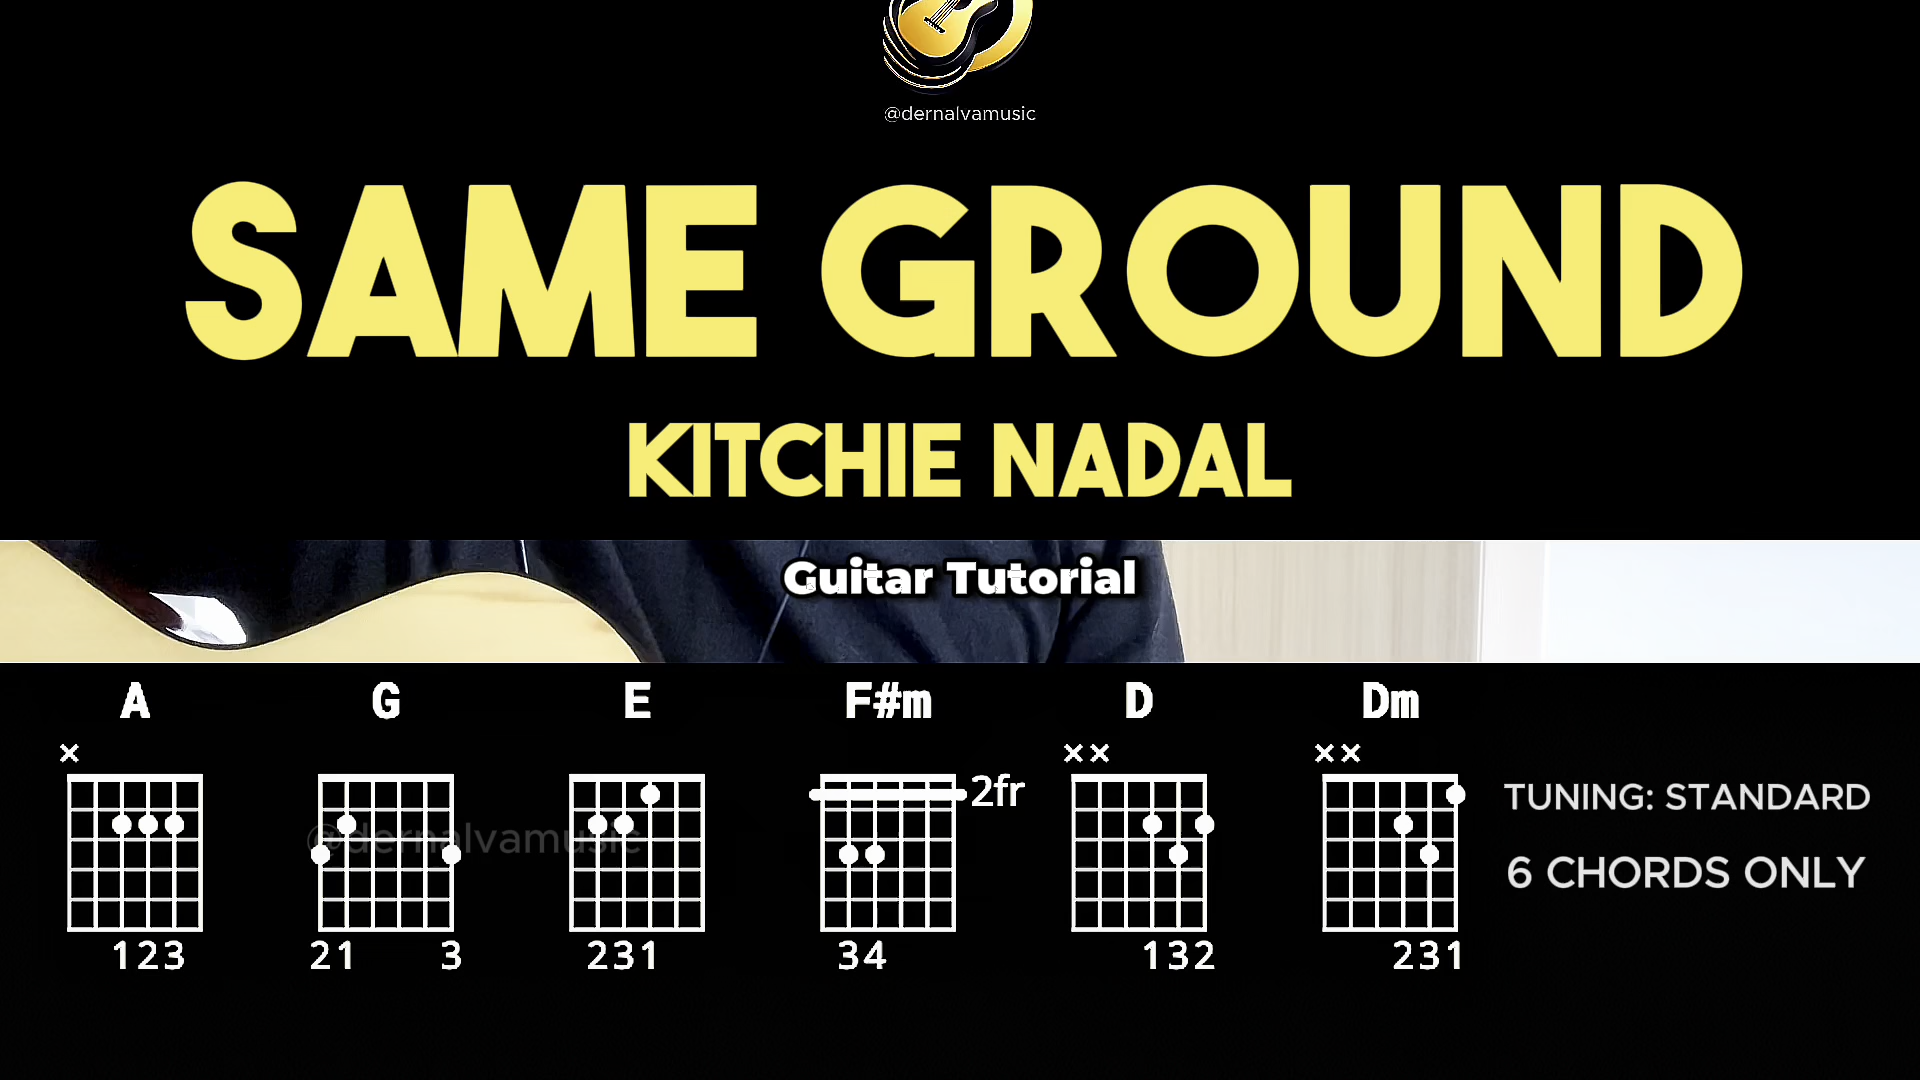 @dernalvamusic
SAME GROUND
KITCHIE NADAL
Guitar Tutorial
A G E F#m D Dm
× ×× ××
2fr
@dernalvamusic
TUNING: STANDARD
6 CHORDS ONLY
123 21 3 231 34 132 231